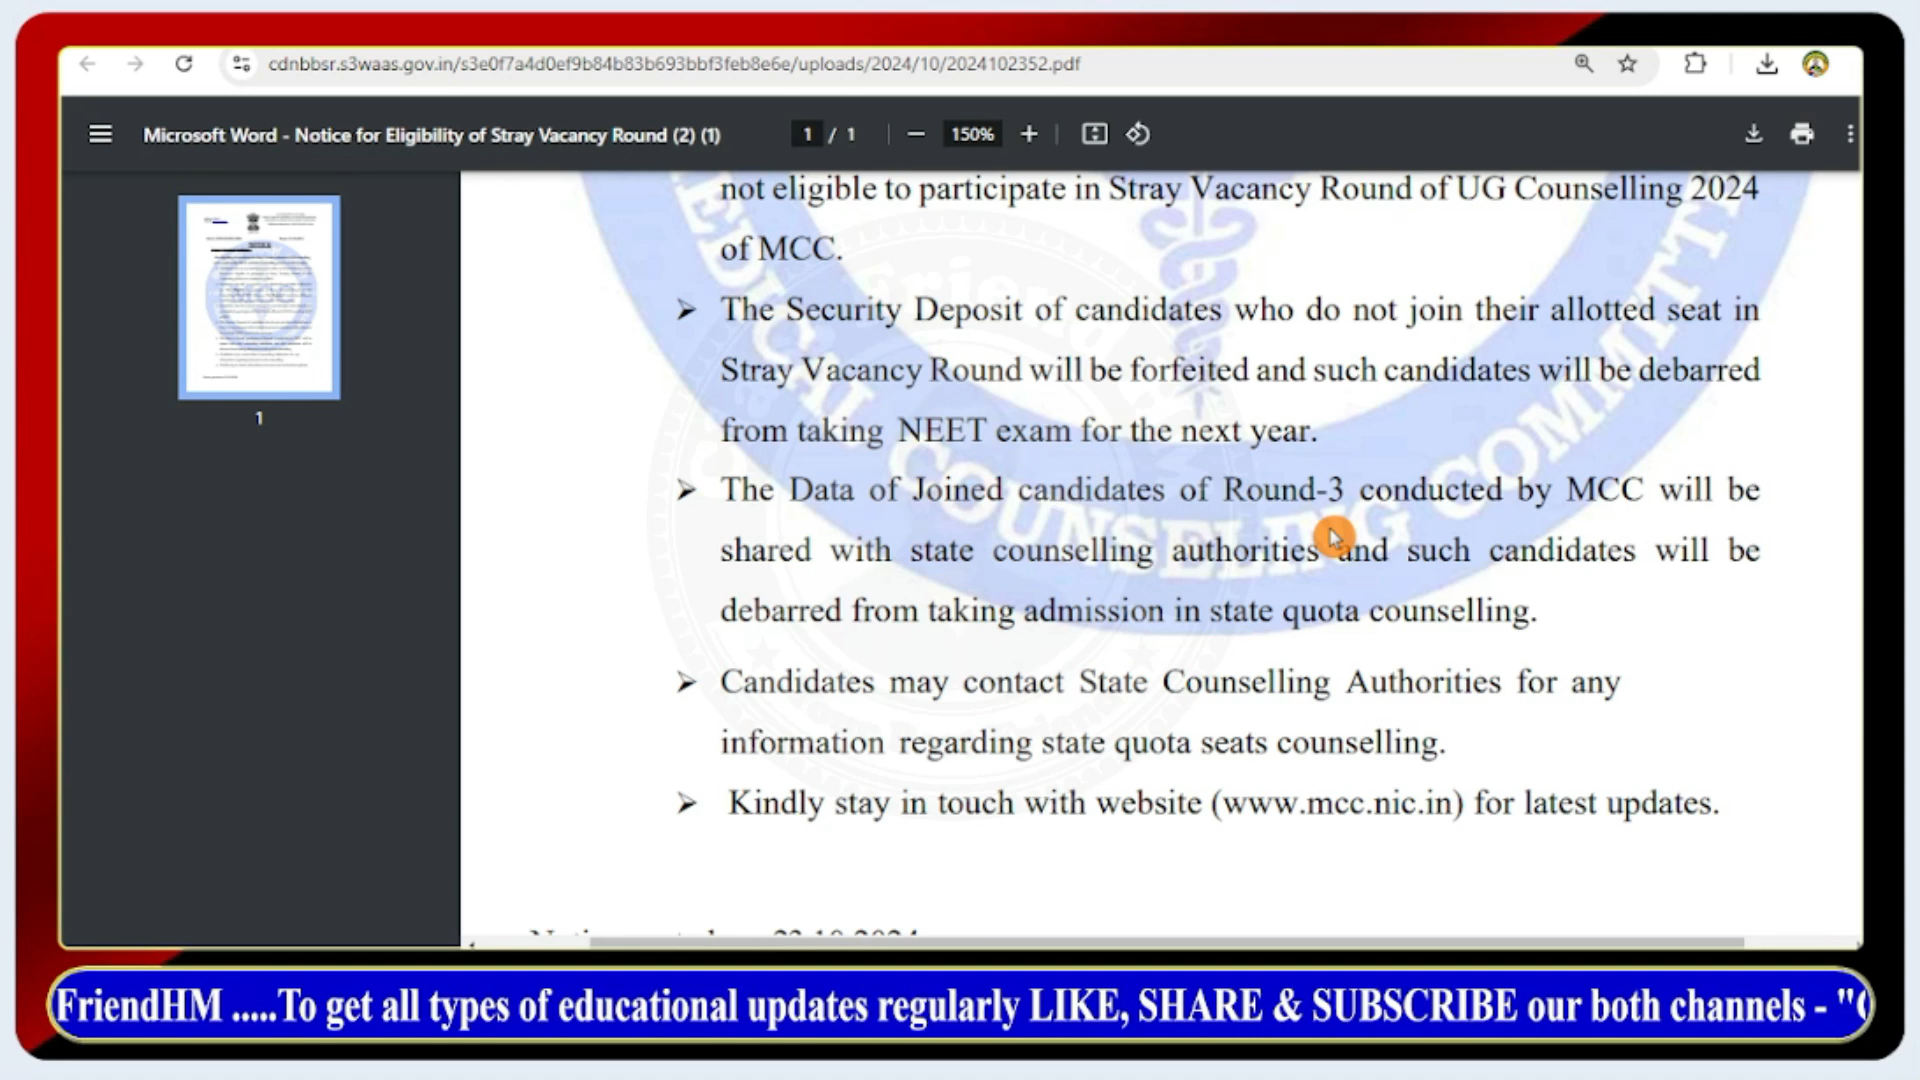 cdnbbsr.s3waas.gov.in/s3e0f7a4d0ef9b84b83b693bbf3feb8e6e/uploads/2024/10/2024102352.pdf
Microsoft Word - Notice for Eligibility of Stray Vacancy Round (2) (1)
1 / 1
150%
1
not eligible to participate in Stray Vacancy Round of UG Counselling 2024
of MCC.
➢ The Security Deposit of candidates who do not join their allotted seat in
Stray Vacancy Round will be forfeited and such candidates will be debarred
from taking NEET exam for the next year.
➢ The Data of Joined candidates of Round-3 conducted by MCC will be
shared with state counselling authorities and such candidates will be
debarred from taking admission in state quota counselling.
➢ Candidates may contact State Counselling Authorities for any
information regarding state quota seats counselling.
➢ Kindly stay in touch with website (www.mcc.nic.in) for latest updates.
EDICAL COUNSELING COMMITT
FriendHM .....To get all types of educational updates regularly LIKE, SHARE & SUBSCRIBE our both channels - "